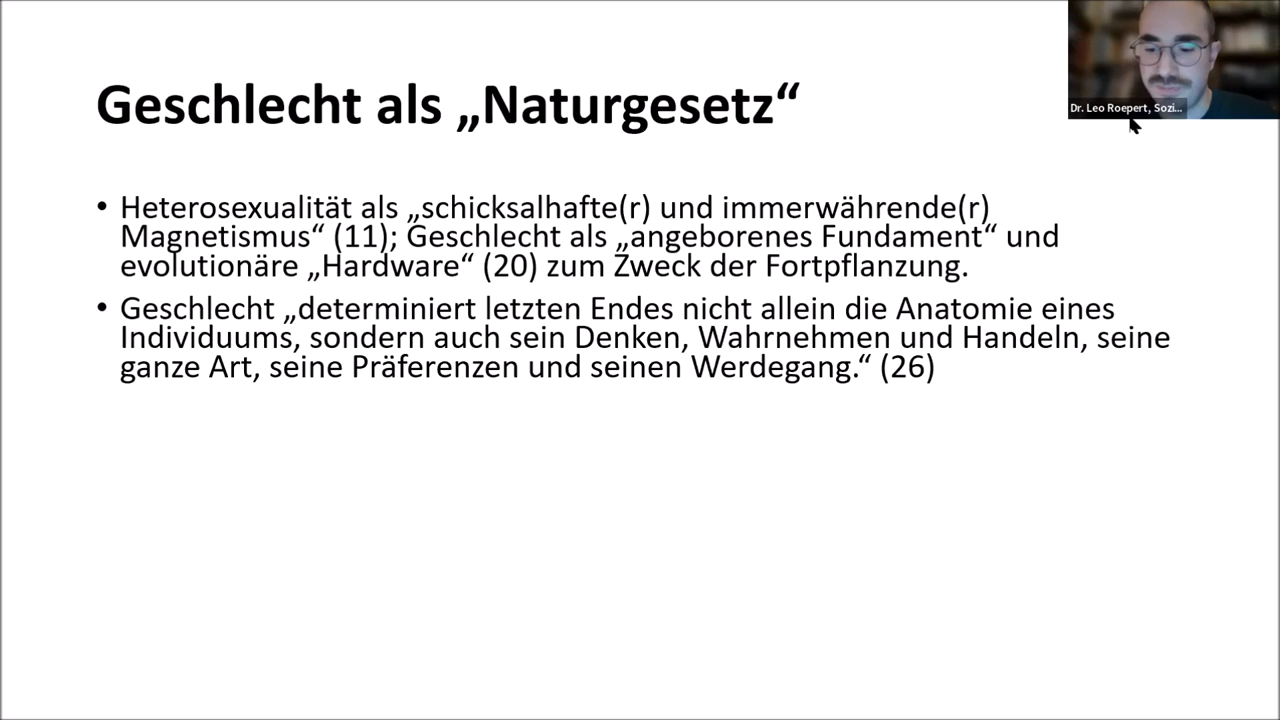 Geschlecht als „Naturgesetz“
Dr. Leo Roepert, Sozi...
• Heterosexualität als „schicksalhafte(r) und immerwährende(r)
Magnetismus“ (11); Geschlecht als „angeborenes Fundament“ und
evolutionäre „Hardware“ (20) zum Zweck der Fortpflanzung.
• Geschlecht „determiniert letzten Endes nicht allein die Anatomie eines
Individuums, sondern auch sein Denken, Wahrnehmen und Handeln, seine
ganze Art, seine Präferenzen und seinen Werdegang.“ (26)